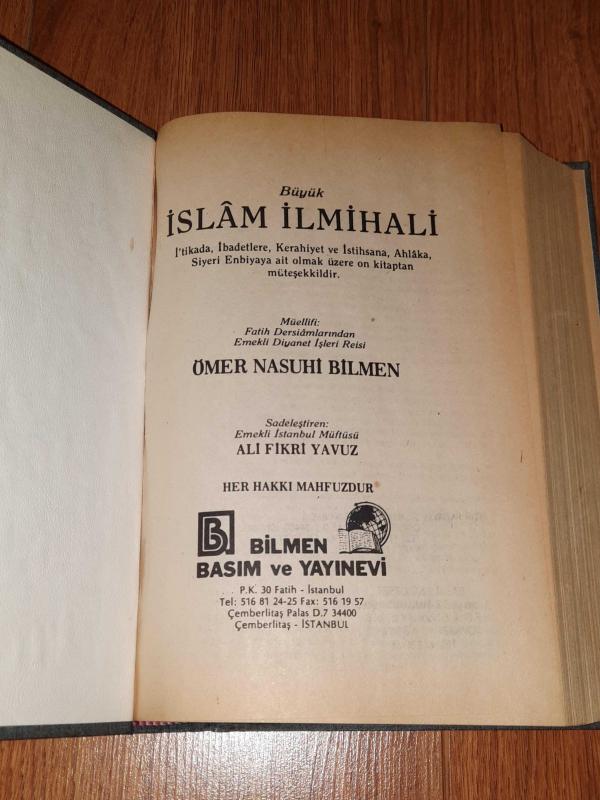 Büyük
İSLÂM İLMİHALİ
İ'tikada, İbadetlere, Kerahiyet ve İstihsana, Ahlâka,
Siyeri Enbiyaya ait olmak üzere on kitaptan
müteşekkildir.
Müellifi:
Fatih Dersiâmlarından
Emekli Diyanet İşleri Reisi
ÖMER NASUHİ BİLMEN
Sadeleştiren:
Emekli İstanbul Müftüsü
ALİ FİKRİ YAVUZ
HER HAKKI MAHFUZDUR
B BİLMEN
BASIM ve YAYINEVİ
P.K. 30 Fatih - İstanbul
Tel: 516 81 24-25 Fax: 516 19 57
Çemberlitaş Palas D.7 34400
Çemberlitaş - İSTANBUL